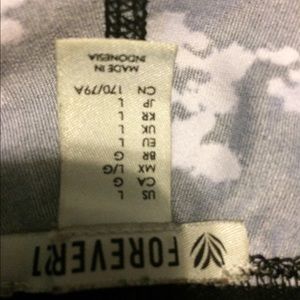 FOREVER21
US L
CA G
MX L/G
BR G
EU L
UK L
KR L
JP L
CN 170/79A
MADE IN
INDONESIA